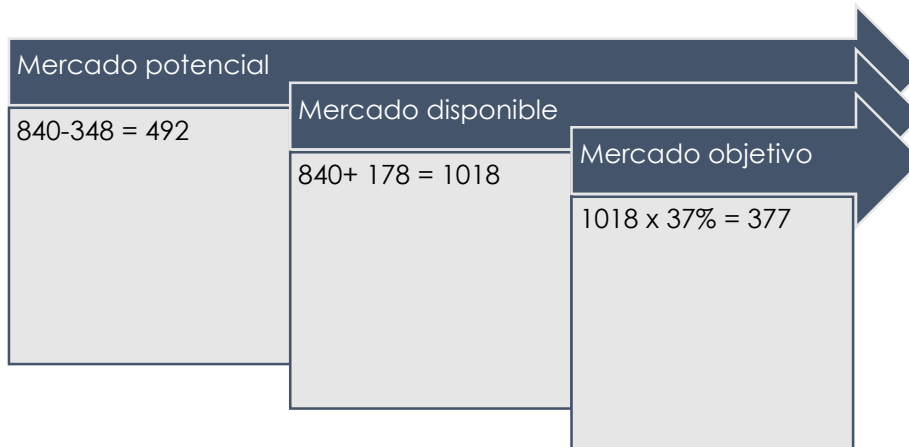 Mercado potencial
840-348 = 492
Mercado disponible
840+ 178 = 1018
Mercado objetivo
1018 x 37% = 377